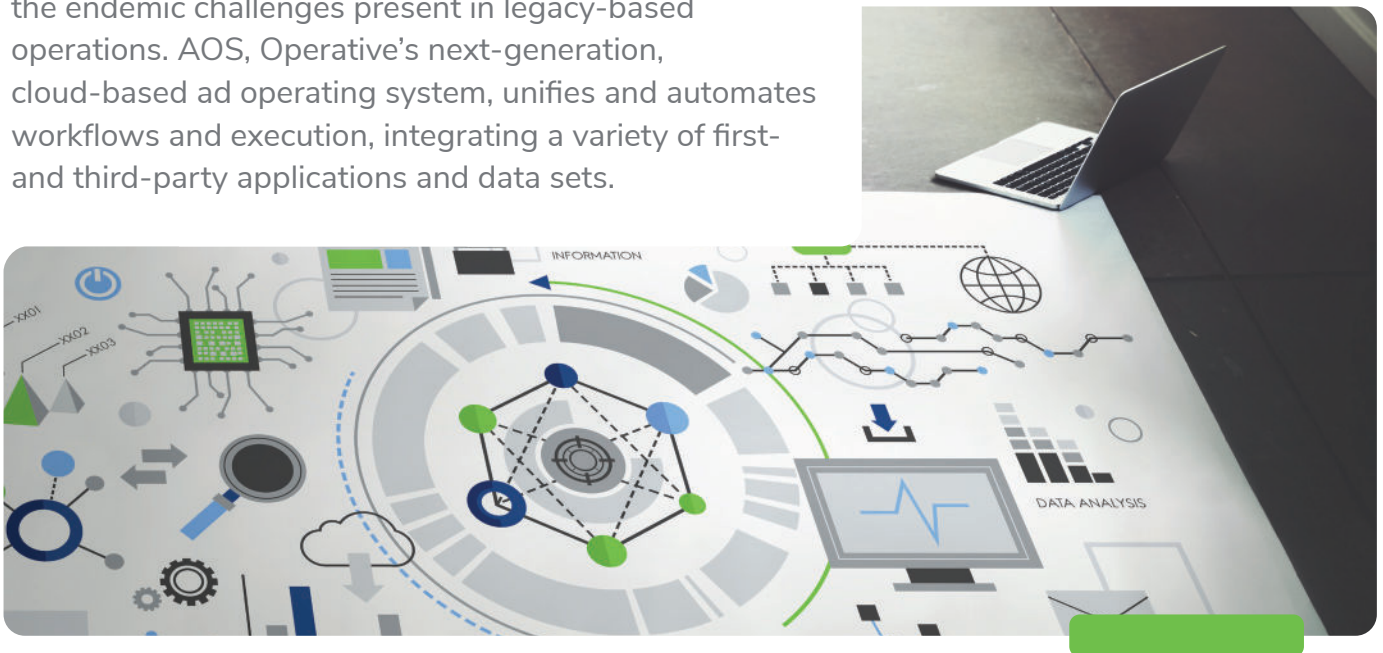 the endemic challenges present in legacy-based
operations. AOS, Operative’s next-generation,
cloud-based ad operating system, unifies and automates
workflows and execution, integrating a variety of first-
and third-party applications and data sets.
INFORMATION
XX01
XX02
XX03
DATA ANALYSIS